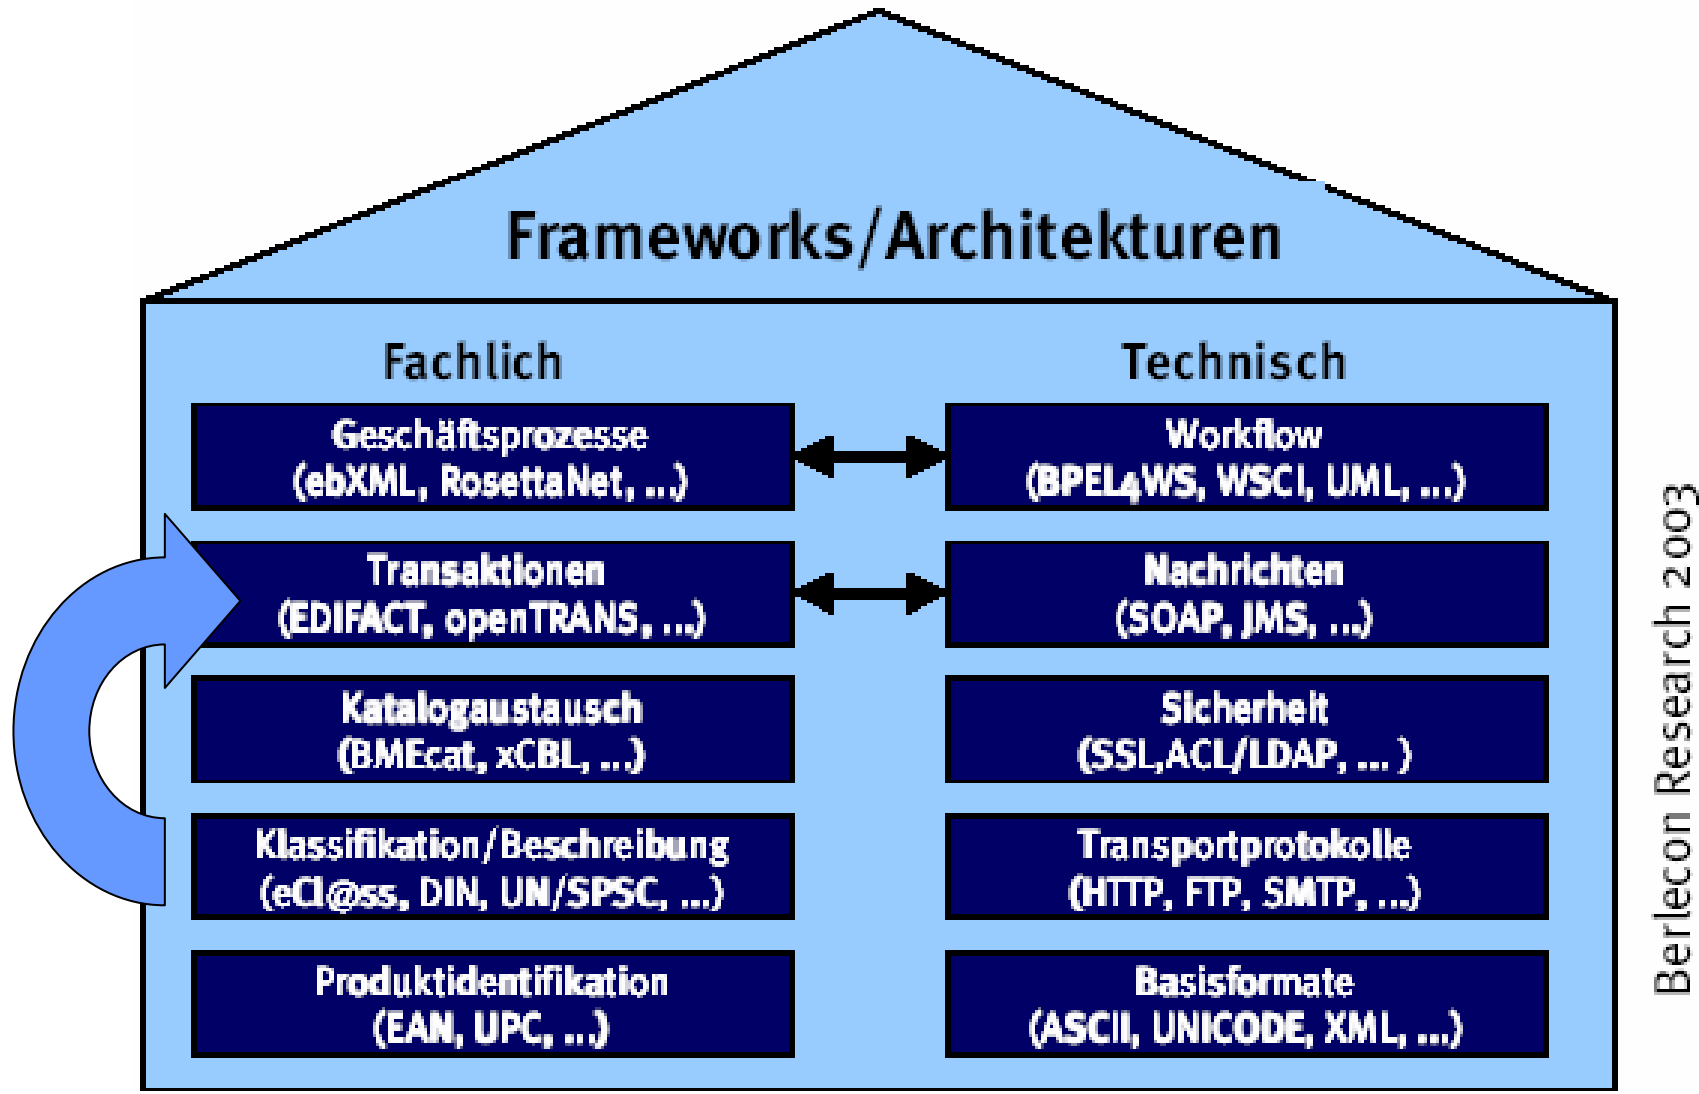 Frameworks/Architekturen
Fachlich
Technisch
Geschäftsprozesse
(ebXML, RosettaNet, ...)
Workflow
(BPEL4WS, WSCI, UML, ...)
Transaktionen
(EDIFACT, openTRANS, ...)
Nachrichten
(SOAP, JMS, ...)
Katalogaustausch
(BMEcat, xCBL, ...)
Sicherheit
(SSL,ACL/LDAP, ... )
Klassifikation/Beschreibung
(eCl@ss, DIN, UN/SPSC, ...)
Transportprotokolle
(HTTP, FTP, SMTP, ...)
Produktidentifikation
(EAN, UPC, ...)
Basisformate
(ASCII, UNICODE, XML, ...)
Berlecon Research 2003